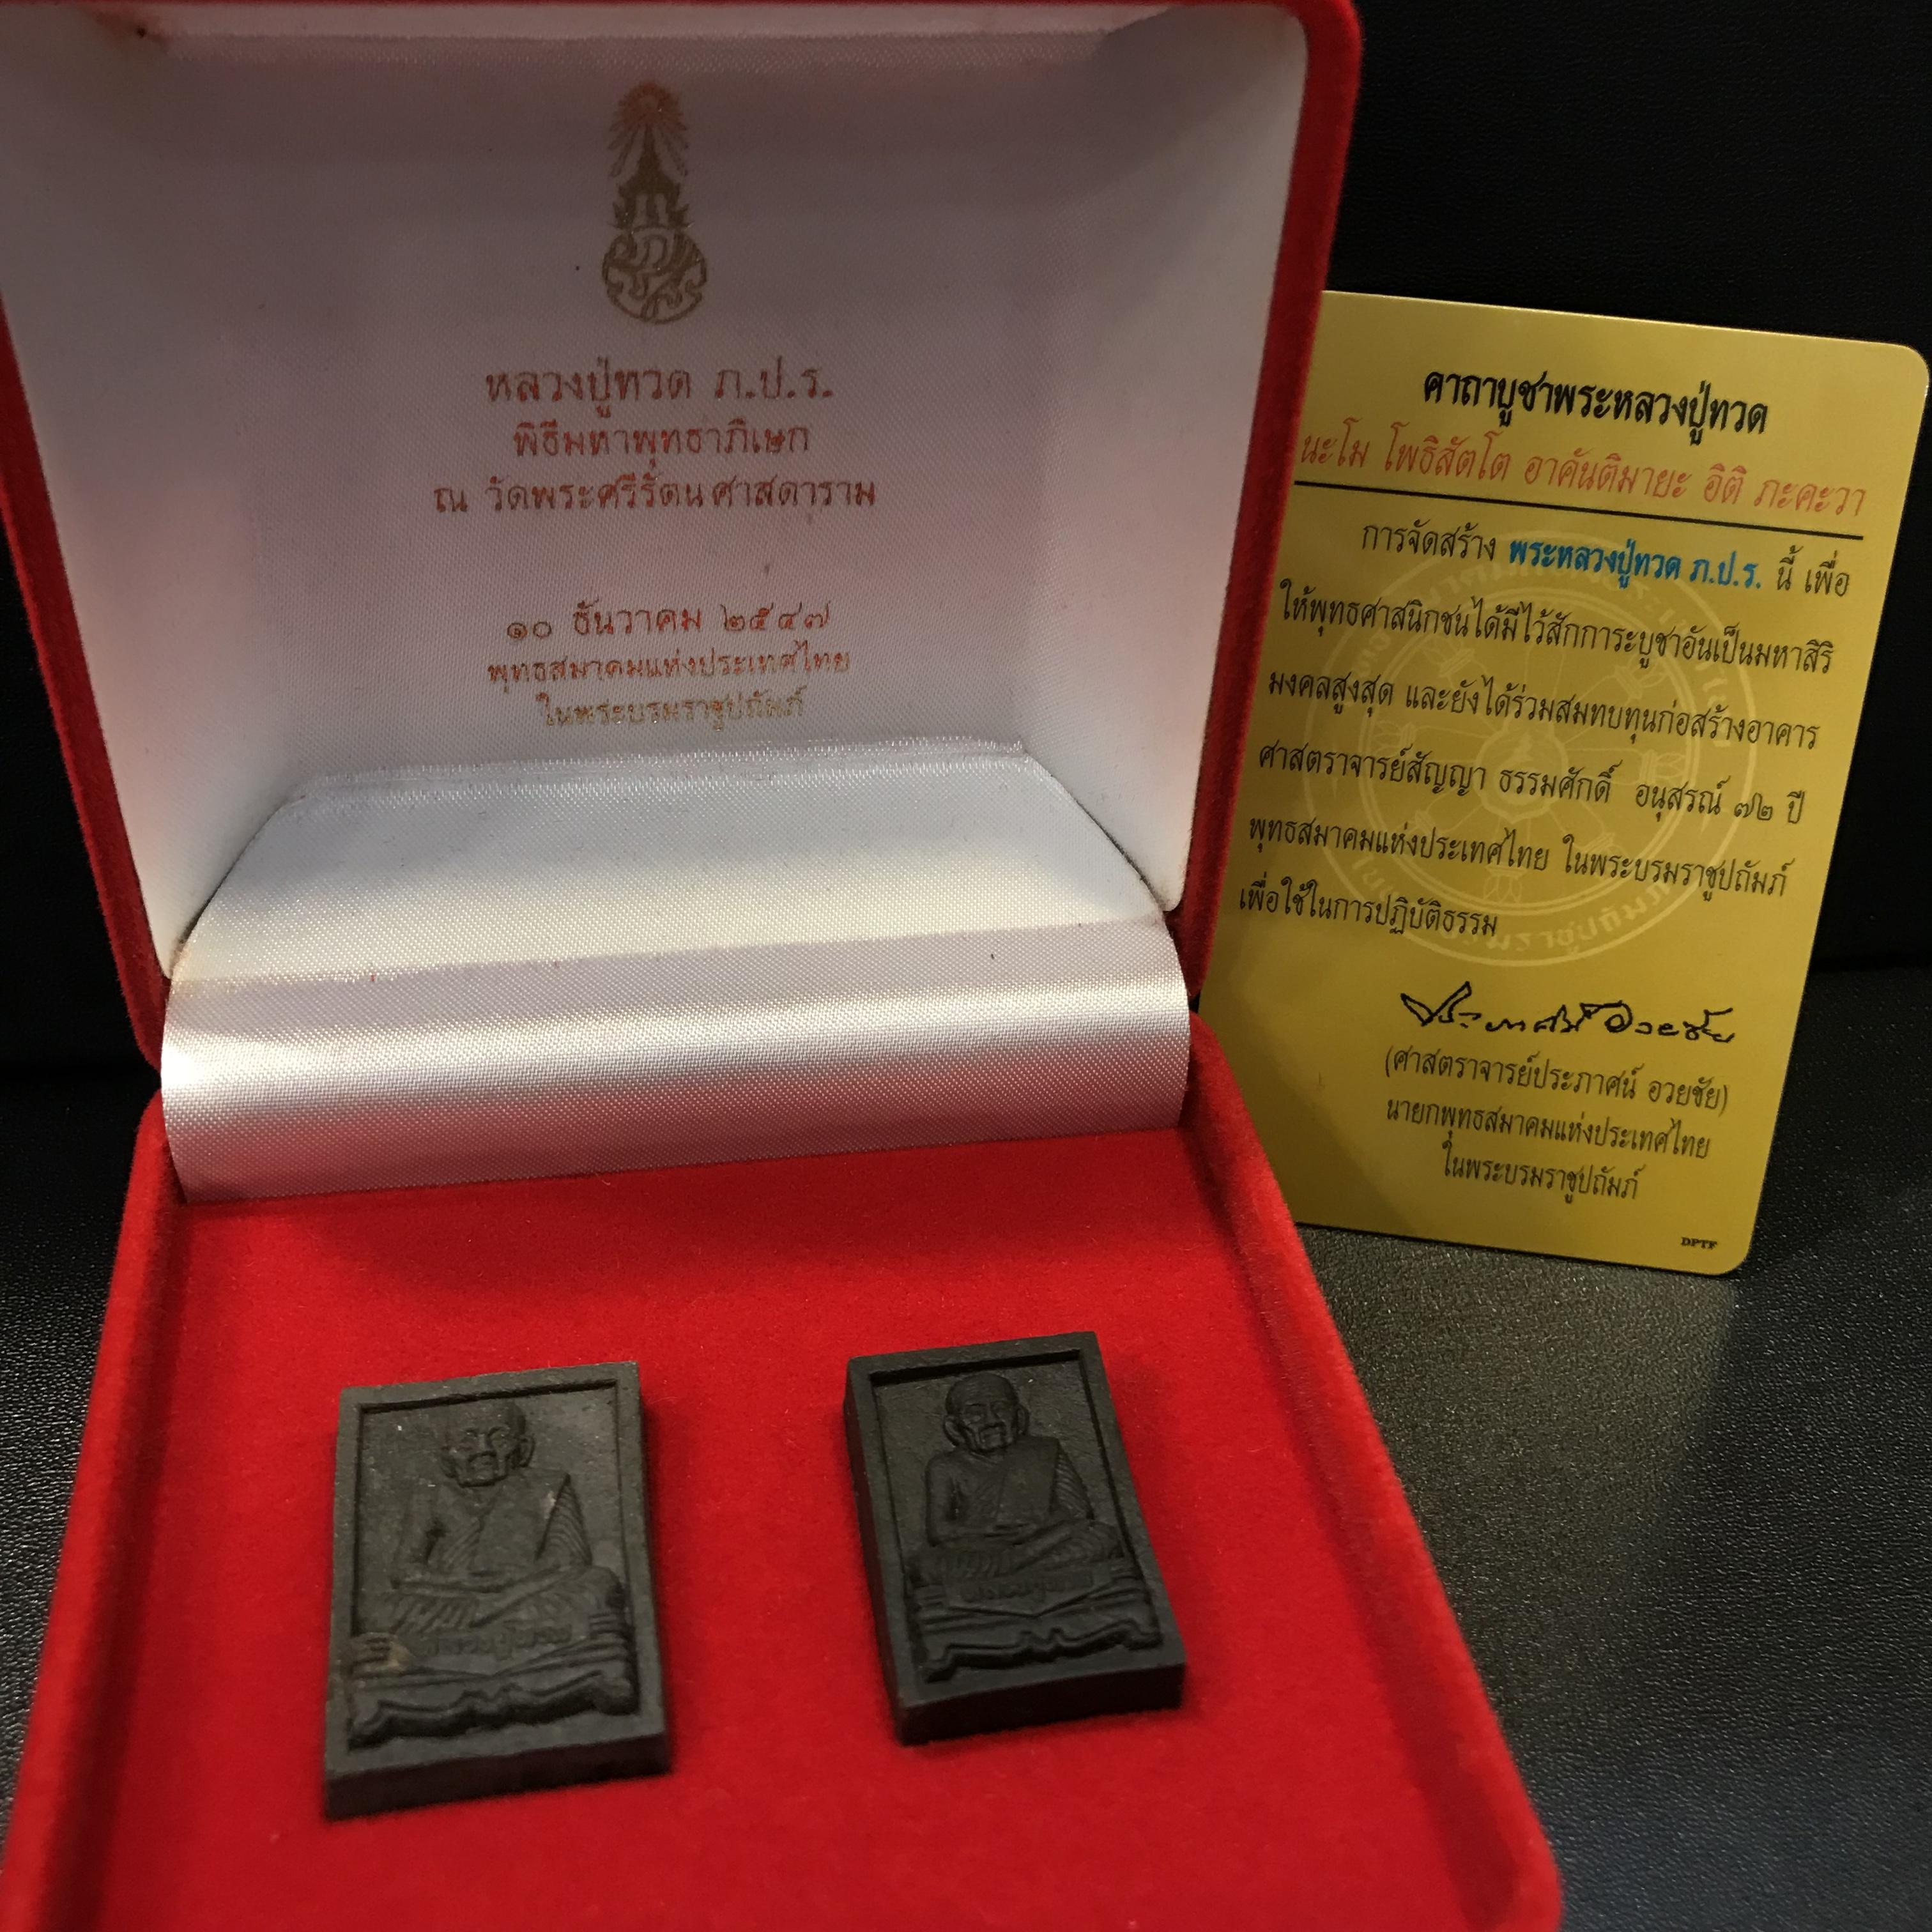 หลวงปู่ทวด ภ.ป.ร.
พิธีมหาพุทธาภิเษก
ณ วัดพระศรีรัตนศาสดาราม
๑๐ ธันวาคม ๒๕๔๗
พุทธสมาคมแห่งประเทศไทย
ในพระบรมราชูปถัมภ์
คาถาบูชาพระหลวงปู่ทวด
นะโม โพธิสัตโต อาคันติมายะ อิติ ภะคะวา
การจัดสร้าง พระหลวงปู่ทวด ภ.ป.ร. นี้ เพื่อ
ให้พุทธศาสนิกชนได้มีไว้สักการะบูชาอันเป็นมหาสิริ
มงคลสูงสุด และยังได้ร่วมสมทบทุนก่อสร้างอาคาร
ศาสตราจารย์สัญญา ธรรมศักดิ์ อนุสรณ์ ๗๒ ปี
พุทธสมาคมแห่งประเทศไทย ในพระบรมราชูปถัมภ์
เพื่อใช้ในการปฏิบัติธรรม
(ศาสตราจารย์ประภาศน์ อวยชัย)
นายกพุทธสมาคมแห่งประเทศไทย
ในพระบรมราชูปถัมภ์
DPTF
หลวงปู่ทวด
หลวงปู่ทวด